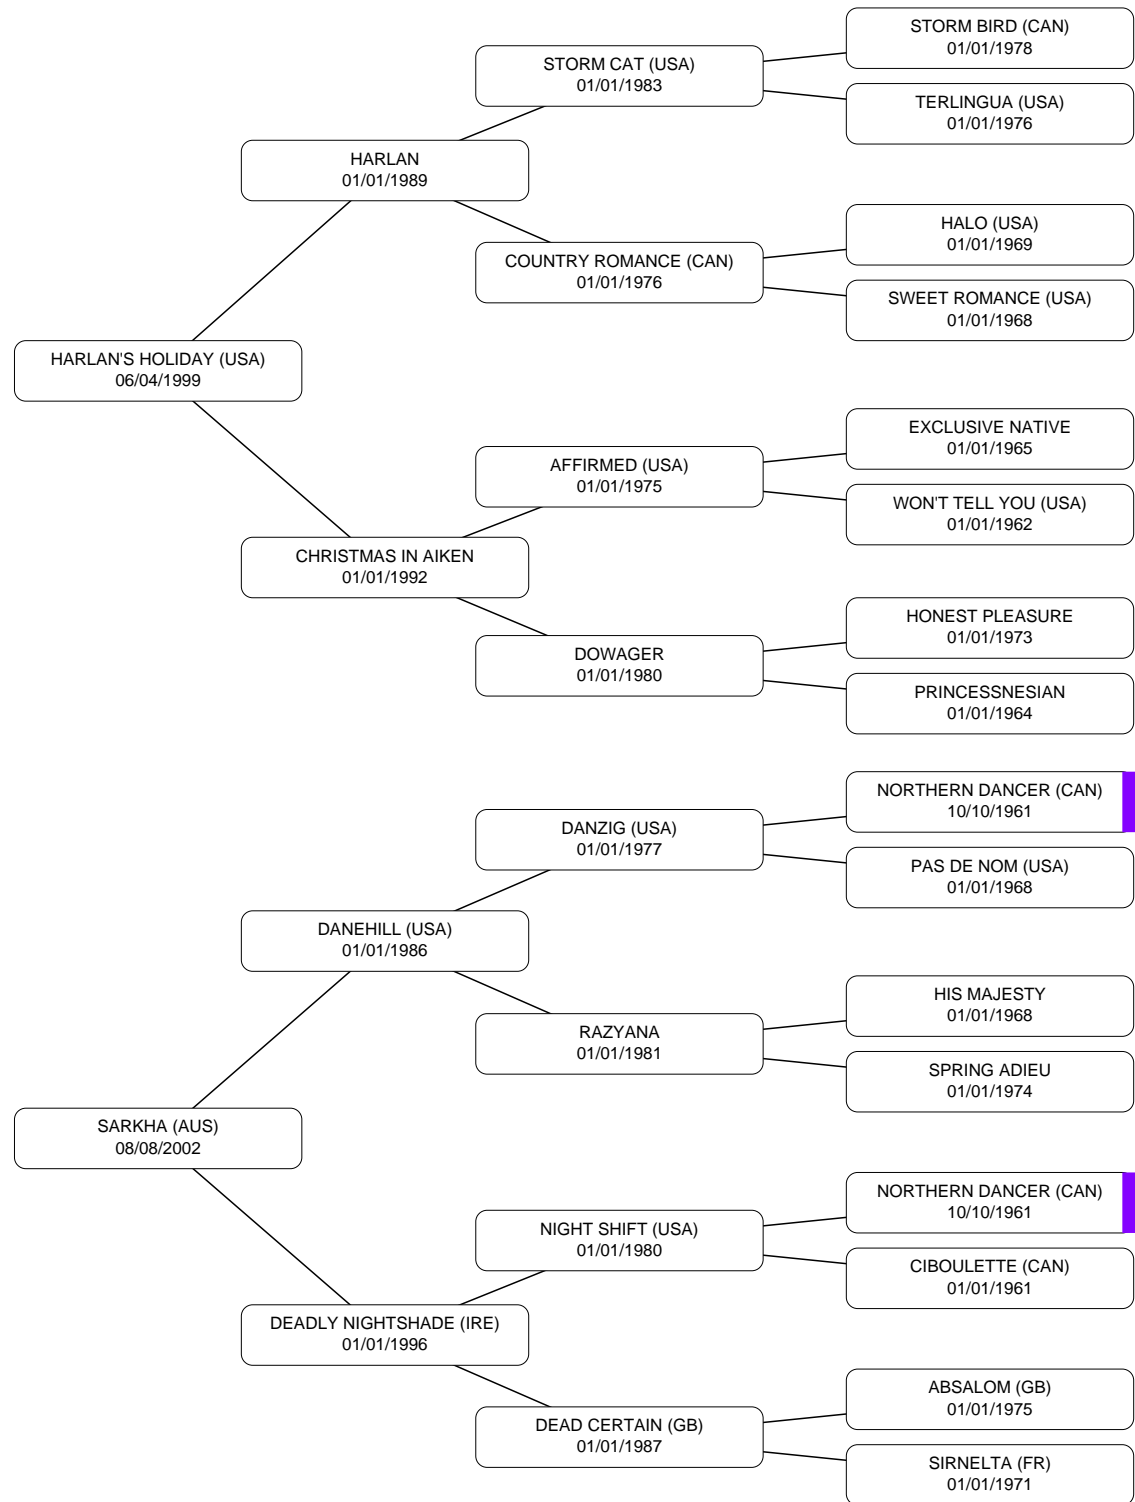 STORM BIRD (CAN)
01/01/1978
STORM CAT (USA)
01/01/1983
TERLINGUA (USA)
01/01/1976
HARLAN
01/01/1989
HALO (USA)
01/01/1969
COUNTRY ROMANCE (CAN)
01/01/1976
SWEET ROMANCE (USA)
01/01/1968
HARLAN'S HOLIDAY (USA)
06/04/1999
EXCLUSIVE NATIVE
01/01/1965
AFFIRMED (USA)
01/01/1975
WON'T TELL YOU (USA)
01/01/1962
CHRISTMAS IN AIKEN
01/01/1992
HONEST PLEASURE
01/01/1973
DOWAGER
01/01/1980
PRINCESSNESIAN
01/01/1964
NORTHERN DANCER (CAN)
10/10/1961
DANZIG (USA)
01/01/1977
PAS DE NOM (USA)
01/01/1968
DANEHILL (USA)
01/01/1986
HIS MAJESTY
01/01/1968
RAZYANA
01/01/1981
SPRING ADIEU
01/01/1974
SARKHA (AUS)
08/08/2002
NORTHERN DANCER (CAN)
10/10/1961
NIGHT SHIFT (USA)
01/01/1980
CIBOULETTE (CAN)
01/01/1961
DEADLY NIGHTSHADE (IRE)
01/01/1996
ABSALOM (GB)
01/01/1975
DEAD CERTAIN (GB)
01/01/1987
SIRNELTA (FR)
01/01/1971